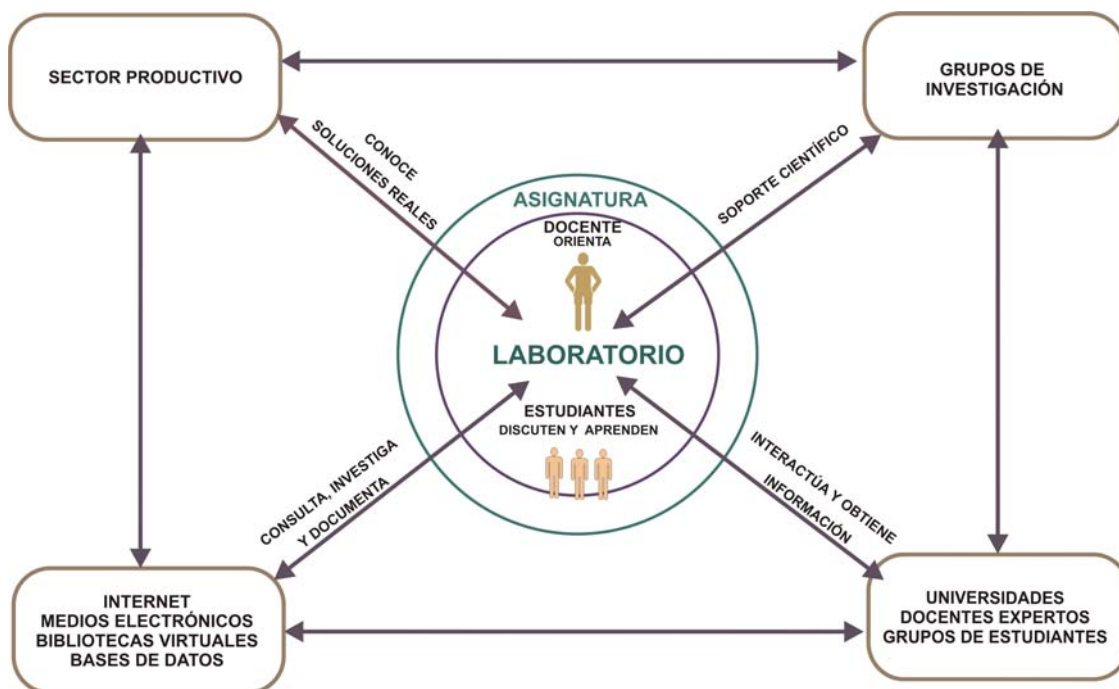 SECTOR PRODUCTIVO
GRUPOS DE
INVESTIGACIÓN
CONOCE
SOLUCIONES REALES
SOPORTE CIENTÍFICO
ASIGNATURA
DOCENTE
ORIENTA
LABORATORIO
ESTUDIANTES
DISCUTEN Y APRENDEN
CONSULTA, INVESTIGA
Y DOCUMENTA
INTERACTÚA Y OBTIENE
INFORMACIÓN
INTERNET
MEDIOS ELECTRÓNICOS
BIBLIOTECAS VIRTUALES
BASES DE DATOS
UNIVERSIDADES
DOCENTES EXPERTOS
GRUPOS DE ESTUDIANTES